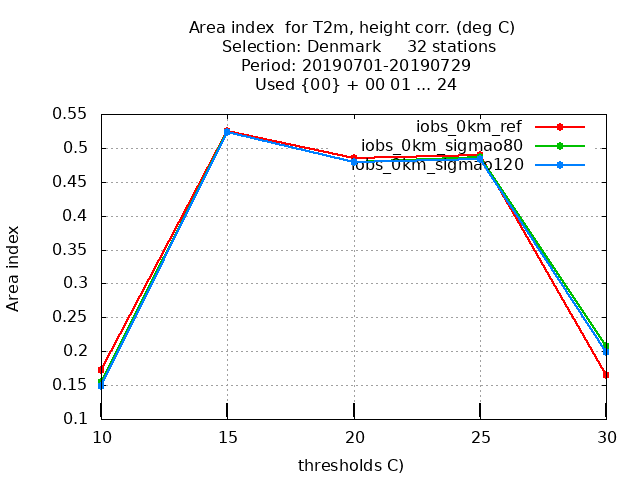 Area index  for T2m, height corr. (deg C)
Selection: Denmark     32 stations
Period: 20190701-20190729
Used {00} + 00 01 ... 24
iobs_0km_ref
iobs_0km_sigmao80
iobs_0km_sigmao120
Area index
0.55
0.5
0.45
0.4
0.35
0.3
0.25
0.2
0.15
0.1
10 15 20 25 30
thresholds C)